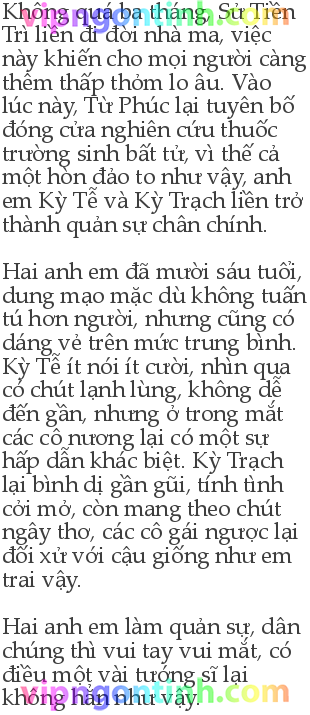 Không quá ba tháng, Sử Tiền
Trì liền đi đời nhà ma, việc
này khiến cho mọi người càng
thêm thấp thỏm lo âu. Vào
lúc này, Từ Phúc lại tuyên bố
đóng cửa nghiên cứu thuốc
trường sinh bất tử, vì thế cả
một hòn đảo to như vậy, anh
em Kỳ Tễ và Kỳ Trạch liền trở
thành quản sự chân chính.
Hai anh em đã mười sáu tuổi,
dung mạo mặc dù không tuấn
tú hơn người, nhưng cũng có
dáng vẻ trên mức trung bình.
Kỳ Tễ ít nói ít cười, nhìn qua
có chút lạnh lùng, không dễ
đến gần, nhưng ở trong mắt
các cô nương lại có một sự
hấp dẫn khác biệt. Kỳ Trạch
lại bình dị gần gũi, tính tình
cởi mở, còn mang theo chút
ngây thơ, các cô gái ngược lại
đối xử với cậu giống như em
trai vậy.
Hai anh em làm quản sự, dân
chúng thì vui tay vui mắt, có
điều một vài tướng sĩ lại
không hẳn như vậy.
vipngontinh.com
vipngontinh.com